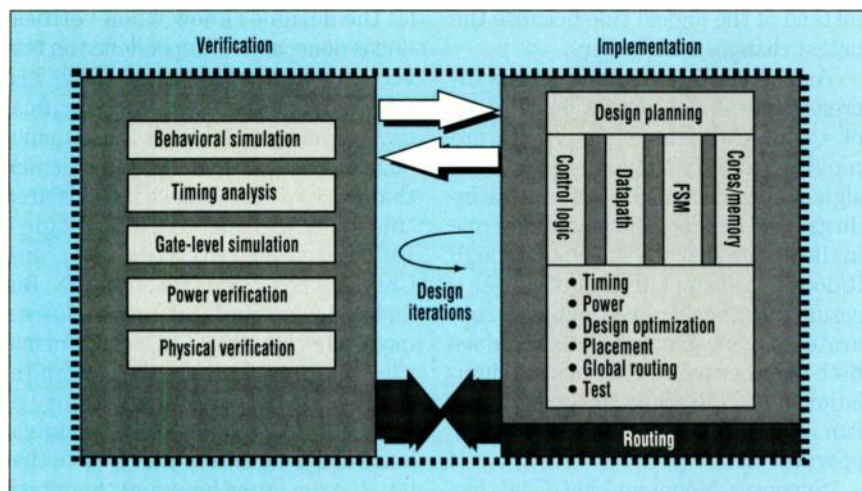 Verification
Behavioral simulation
Timing analysis
Gate-level simulation
Power verification
Physical verification
Design
iterations
Implementation
Design planning
Control logic
Datapath
FSM
Cores/memory
• Timing
• Power
• Design optimization
• Placement
• Global routing
• Test
Routing